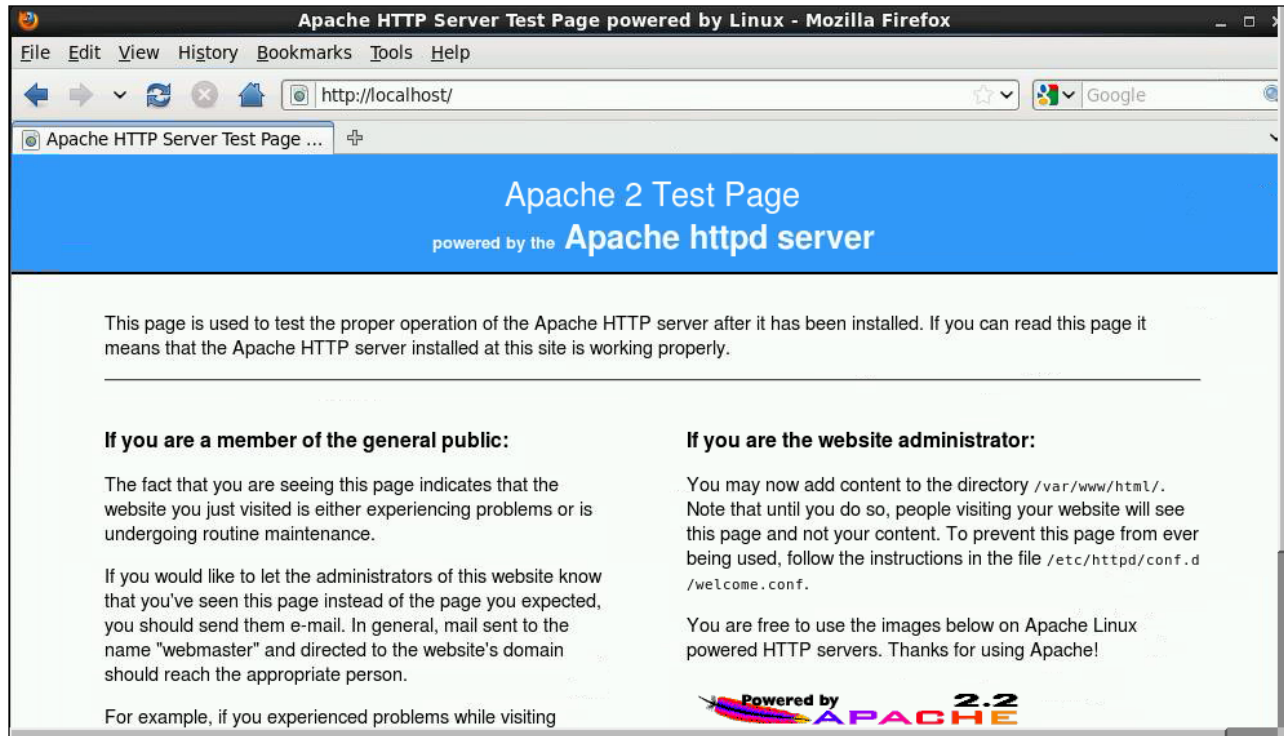 Apache HTTP Server Test Page powered by Linux - Mozilla Firefox
File Edit View History Bookmarks Tools Help
http://localhost/
Google
Apache HTTP Server Test Page ...
Apache 2 Test Page
powered by the Apache httpd server
This page is used to test the proper operation of the Apache HTTP server after it has been installed. If you can read this page it
means that the Apache HTTP server installed at this site is working properly.
If you are a member of the general public:
The fact that you are seeing this page indicates that the
website you just visited is either experiencing problems or is
undergoing routine maintenance.
If you would like to let the administrators of this website know
that you've seen this page instead of the page you expected,
you should send them e-mail. In general, mail sent to the
name "webmaster" and directed to the website's domain
should reach the appropriate person.
For example, if you experienced problems while visiting
If you are the website administrator:
You may now add content to the directory /var/www/html/.
Note that until you do so, people visiting your website will see
this page and not your content. To prevent this page from ever
being used, follow the instructions in the file /etc/httpd/conf.d
/welcome.conf.
You are free to use the images below on Apache Linux
powered HTTP servers. Thanks for using Apache!
Powered by 2.2
APACHE